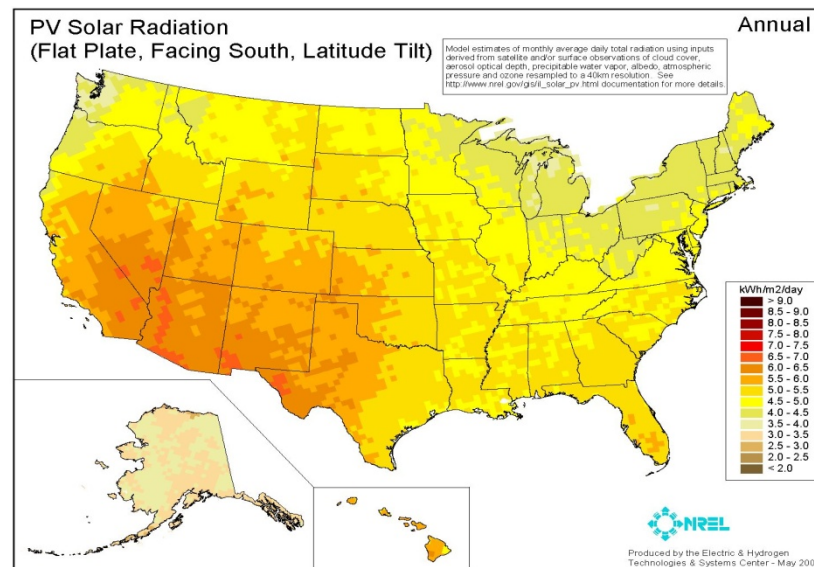 PV Solar Radiation
(Flat Plate, Facing South, Latitude Tilt)
Annual
Model estimates of monthly average daily total radiation using inputs
derived from satellite and/or surface observations of cloud cover,
aerosol optical depth, precipitable water vapor, albedo, atmospheric
pressure and ozone resampled to a 40km resolution. See
http://www.nrel.gov/gis/il_solar_pv.html documentation for more details.
kWh/m2/day
> 9.0
8.5 - 9.0
8.0 - 8.5
7.5 - 8.0
7.0 - 7.5
6.5 - 7.0
6.0 - 6.5
5.5 - 6.0
5.0 - 5.5
4.5 - 5.0
4.0 - 4.5
3.5 - 4.0
3.0 - 3.5
2.5 - 3.0
2.0 - 2.5
< 2.0
NREL
Produced by the Electric & Hydrogen
Technologies & Systems Center - May 200